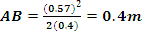 AB = (0.57)² / 2(0.4) = 0.4m